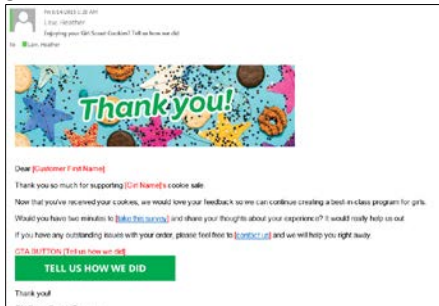 Low, Heather
Enjoying your Girl Scout Cookies? Tell us how we did
To Low, Heather
Thank you!
Dear [Customer First Name]
Thank you so much for supporting [Girl Name]'s cookie sale.
Now that you've received your cookies, we would love your feedback so we can continue creating a best-in-class program for girls.
Would you have two minutes to [take this survey] and share your thoughts about your experience? It would really help us out.
If you have any outstanding issues with your order, please feel free to [contact us] and we will help you right away.
CTA BUTTON [Tell us how we did]
TELL US HOW WE DID
Thank you!